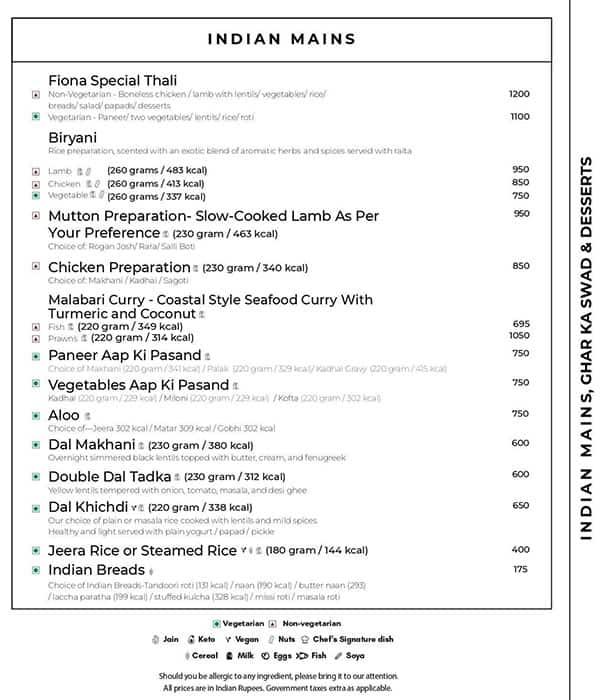 INDIAN MAINS
Fiona Special Thali
Non-Vegetarian - Boneless chicken / lamb with lentils/ vegetables/ rice/ 1200
breads/ salad/ papads/ desserts
Vegetarian - Paneer/ two vegetables/ lentils/ rice/ roti 1100
Biryani
Rice preparation, scented with an exotic blend of aromatic herbs and spices served with raita
Lamb (260 grams / 483 kcal) 950
Chicken (260 grams / 413 kcal) 850
Vegetable (260 grams / 337 kcal) 750
Mutton Preparation- Slow-Cooked Lamb As Per 950
Your Preference (230 gram / 463 kcal)
Choice of: Rogan Josh/ Rara/ Salli Boti
Chicken Preparation (230 gram / 340 kcal) 850
Choice of: Makhani / Kadhai / Sagoti
Malabari Curry - Coastal Style Seafood Curry With
Turmeric and Coconut
Fish (220 gram / 349 kcal) 695
Prawns (220 gram / 314 kcal) 1050
Paneer Aap Ki Pasand 750
Choice of Makhani (220 gram / 341 kcal) / Palak (220 gram / 329 kcal)/ Kadhai Gravy (220 gram / 415 kcal)
Vegetables Aap Ki Pasand 750
Kadhai (220 gram / 229 kcal) / Miloni (220 gram / 229 kcal) / Kofta (220 gram / 302 kcal)
Aloo 750
Choice of—Jeera 302 kcal / Matar 309 kcal / Gobhi 302 kcal
Dal Makhani (230 gram / 380 kcal) 600
Overnight simmered black lentils topped with butter, cream, and fenugreek
Double Dal Tadka (230 gram / 312 kcal) 600
Yellow lentils tempered with onion, tomato, masala, and desi ghee
Dal Khichdi (220 gram / 338 kcal) 650
Our choice of plain or masala rice cooked with lentils and mild spices
Healthy and light served with plain yogurt / papad / pickle
Jeera Rice or Steamed Rice (180 gram / 144 kcal) 400
Indian Breads 175
Choice of Indian Breads-Tandoori roti (131 kcal) / naan (190 kcal) / butter naan (293)
/ laccha paratha (199 kcal) / stuffed kulcha (328 kcal) / missi roti / masala roti
Vegetarian Non-vegetarian
Jain Keto Vegan Nuts Chef's Signature dish
Cereal Milk Eggs Fish Soya
Should you be allergic to any ingredient, please bring it to our attention.
All prices are in Indian Rupees. Government taxes extra as applicable.
INDIAN MAINS, GHAR KA SWAD & DESSERTS